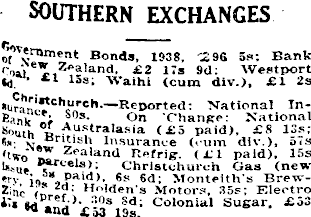 SOUTHERN EXCHANGES
Government Bonds, 1938, £96 5s; Bank
of New Zealand, £2 17s 9d; Westport
Coal, £1 15s; Waihi (cum div.), £1 2s
6d.
Christchurch.—Reported: National In-
surance, 80s. On 'Change: National
Bank of Australasia (£5 paid), £8 13s;
South British Insurance (cum div.), 57s
6s; New Zealand Refrig. (£1 paid), 15s
(two parcels); Christchurch Gas (new
issue, 5s paid), 6s 6d; Monteith's Brew-
ery, 19s 2d; Holden's Motors, 35s; Electro
Zinc (pref.), 30s 8d; Colonial Sugar,
6d and £53 19s.